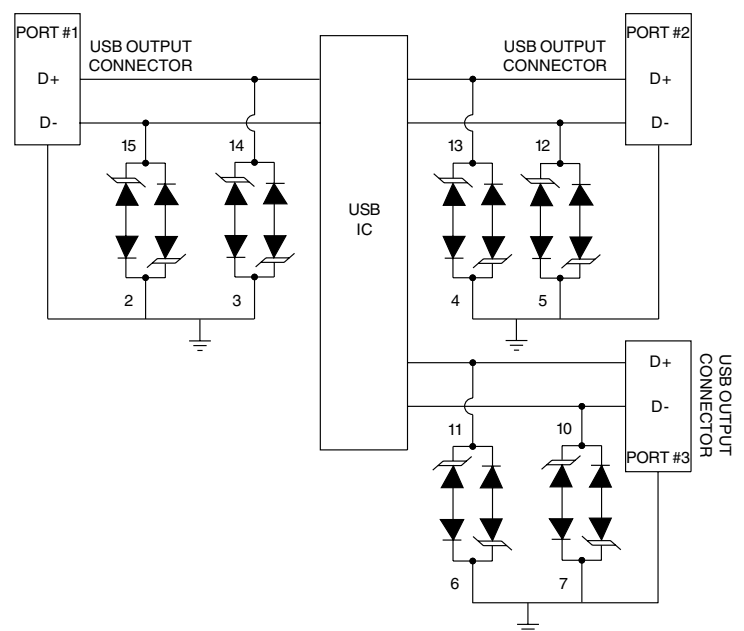 PORT #1
USB OUTPUT
CONNECTOR
D+
D-
15
14
2
3
USB
IC
USB OUTPUT
CONNECTOR
PORT #2
D+
D-
13
12
4
5
D+
D-
PORT #3
USB OUTPUT
CONNECTOR
11
10
6
7